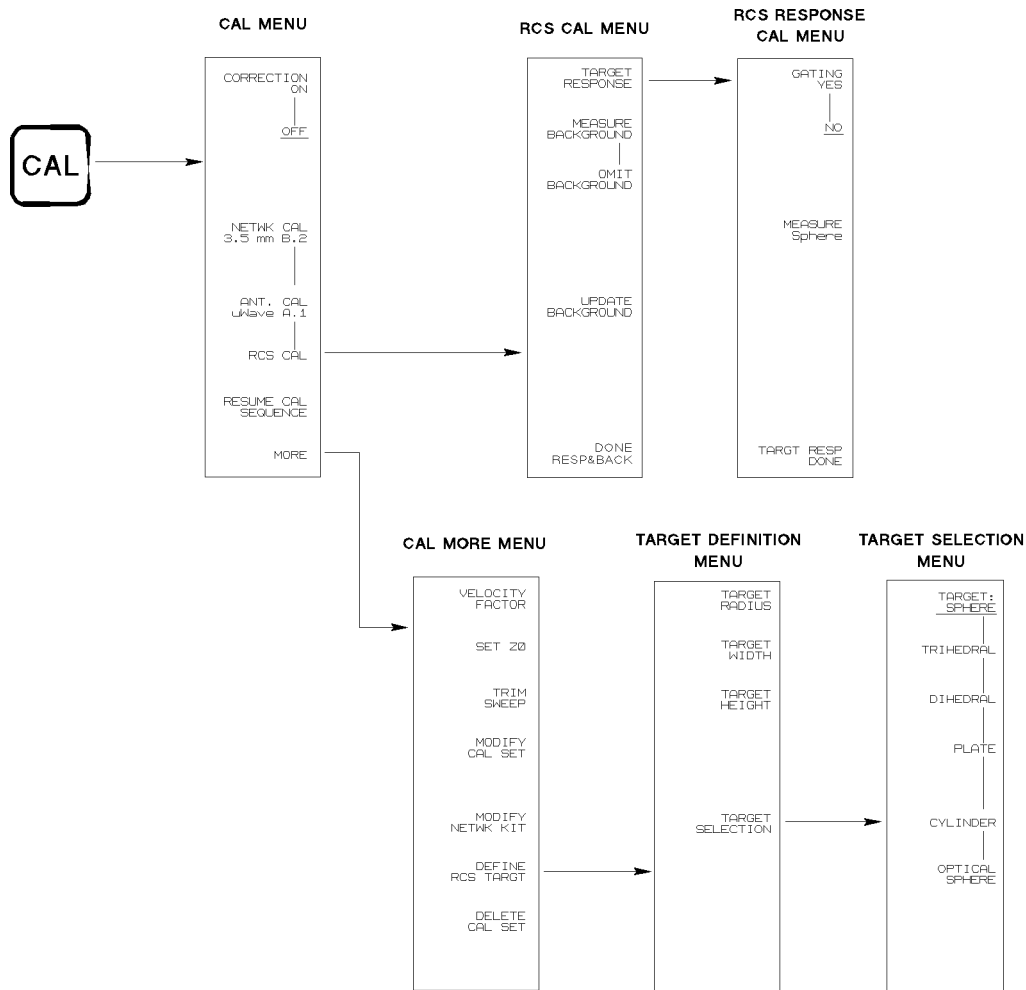 CAL
CAL MENU
CORRECTION
ON
OFF
NETWK CAL
3.5 mm B.2
ANT. CAL
uWave A.1
RCS CAL
RESUME CAL
SEQUENCE
MORE
RCS CAL MENU
TARGET
RESPONSE
MEASURE
BACKGROUND
OMIT
BACKGROUND
UPDATE
BACKGROUND
DONE
RESP&BACK
RCS RESPONSE
CAL MENU
GATING
YES
NO
MEASURE
Sphere
TARGT RESP
DONE
CAL MORE MENU
VELOCITY
FACTOR
SET Z0
TRIM
SWEEP
MODIFY
CAL SET
MODIFY
NETWK KIT
DEFINE
RCS TARGT
DELETE
CAL SET
TARGET DEFINITION
MENU
TARGET
RADIUS
TARGET
WIDTH
TARGET
HEIGHT
TARGET
SELECTION
TARGET SELECTION
MENU
TARGET:
SPHERE
TRIHEDRAL
DIHEDRAL
PLATE
CYLINDER
OPTICAL
SPHERE